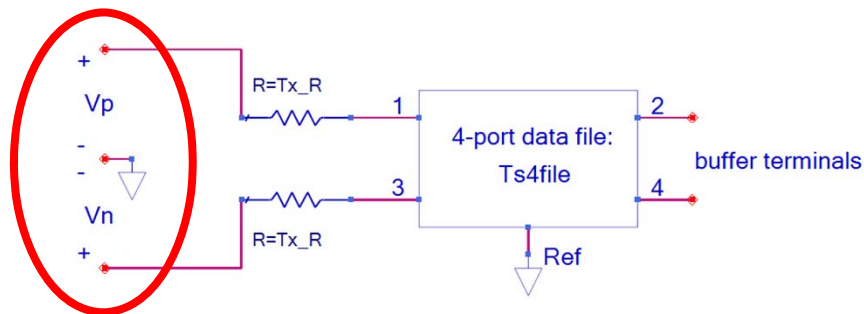 +
Vp
-
-
Vn
+
R=Tx_R
R=Tx_R
1
3
4-port data file:
Ts4file
2
4
Ref
buffer terminals